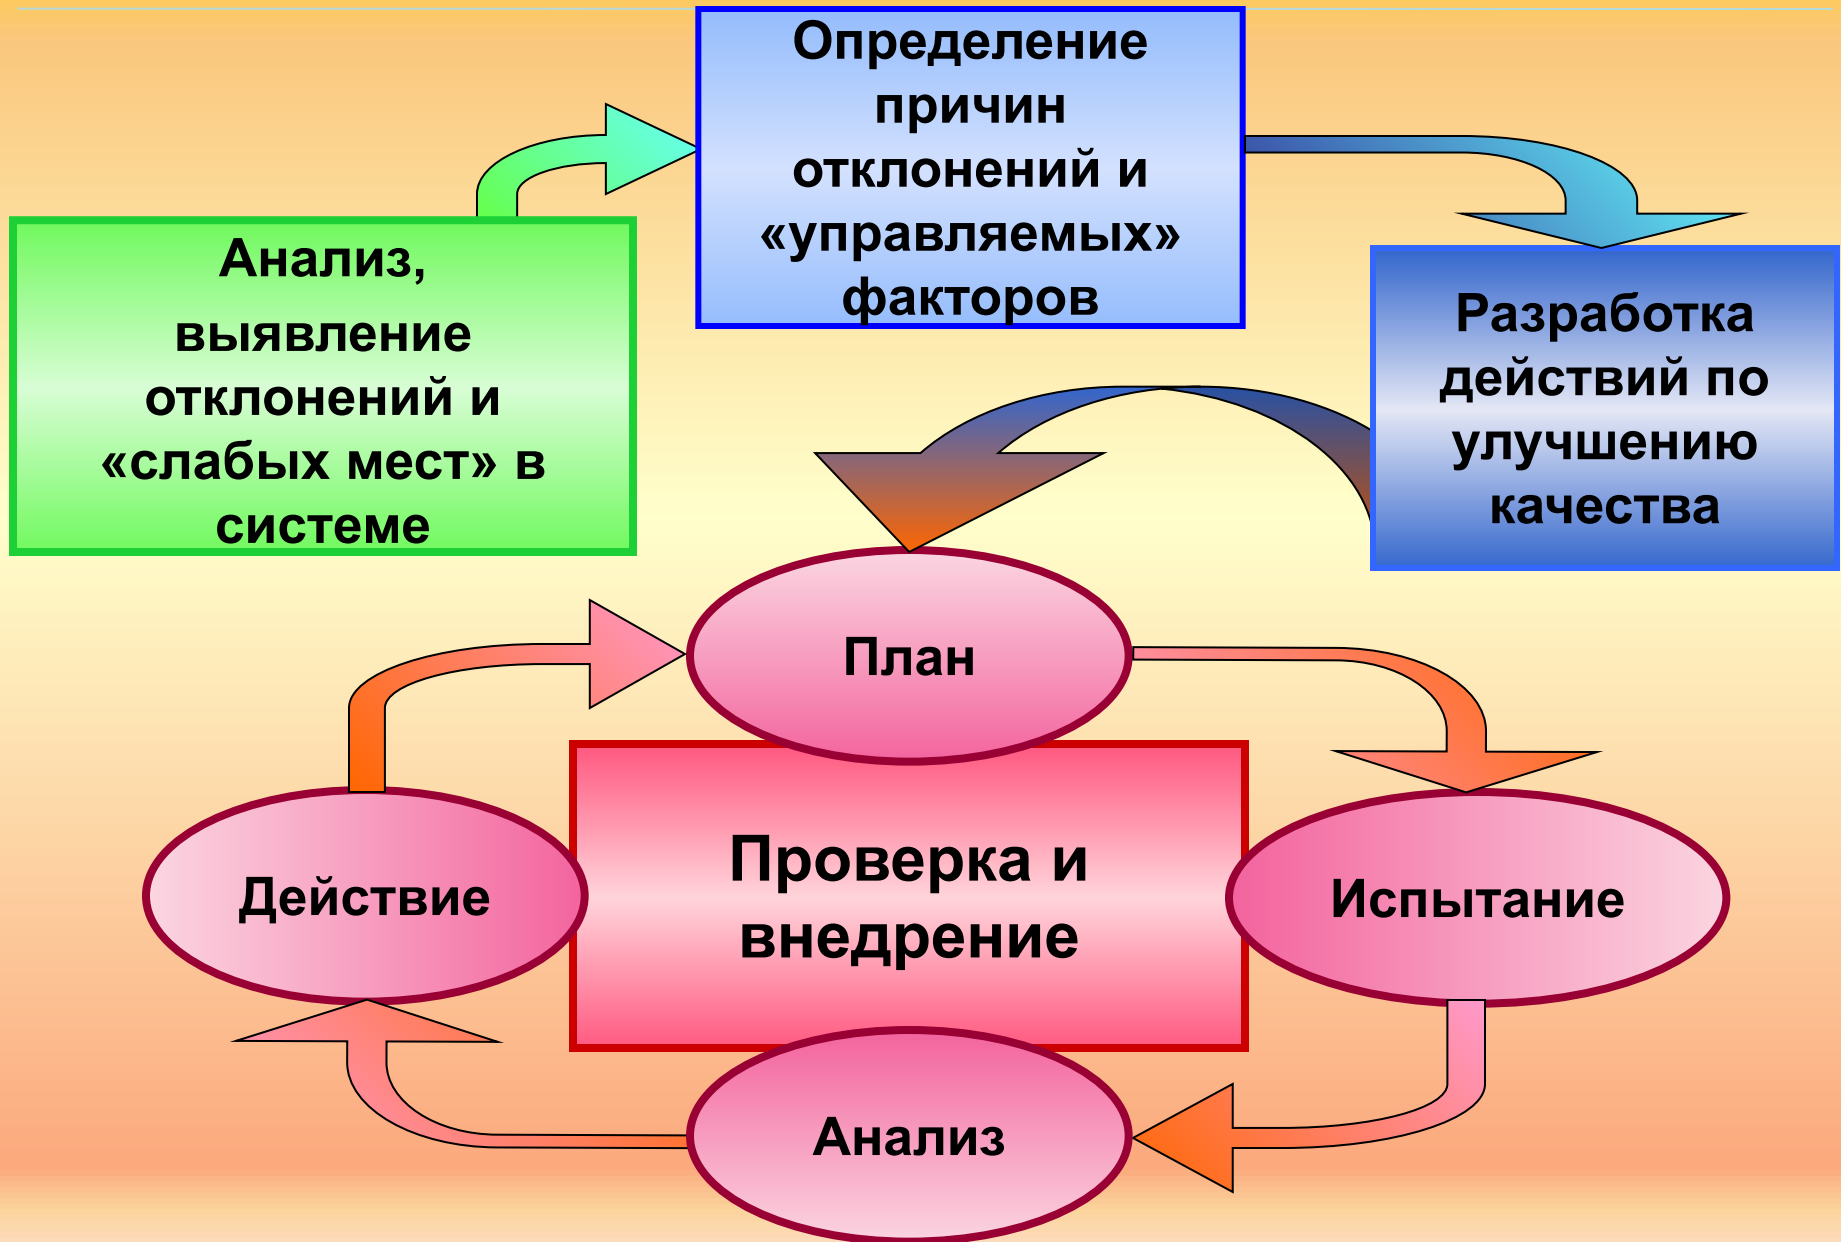 Определение
причин
отклонений и
«управляемых»
факторов
Анализ,
выявление
отклонений и
«слабых мест» в
системе
Разработка
действий по
улучшению
качества
План
Действие
Проверка и
внедрение
Испытание
Анализ